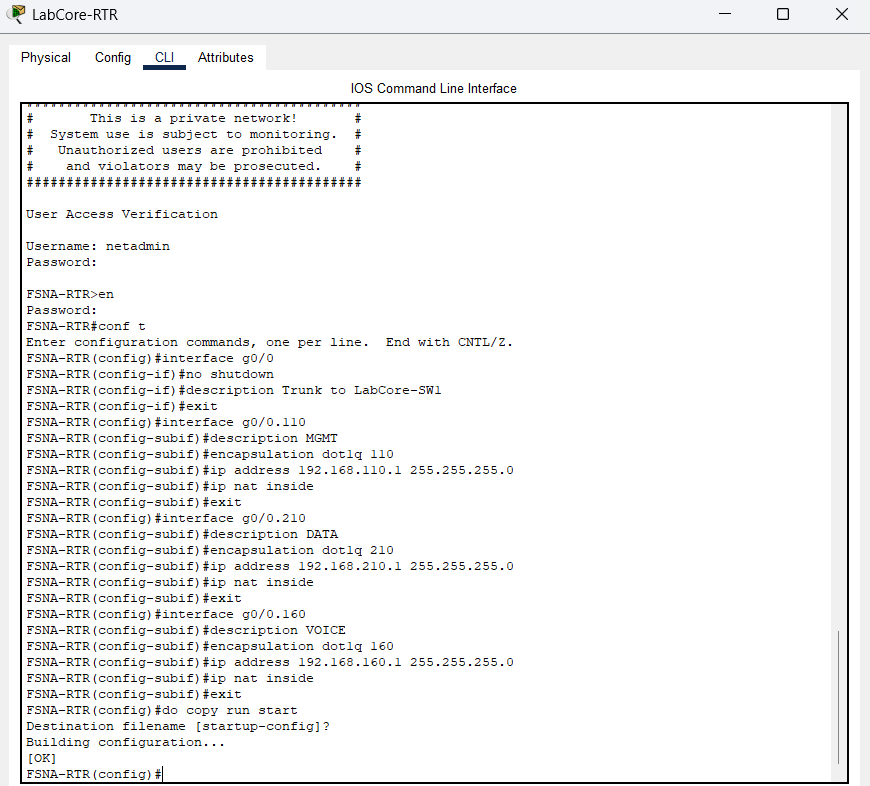 LabCore-RTR
Physical Config CLI Attributes
IOS Command Line Interface
##########################################
#       This is a private network!       #
#  System use is subject to monitoring.  #
#   Unauthorized users are prohibited    #
#    and violators may be prosecuted.    #
##########################################
User Access Verification
Username: netadmin
Password:
FSNA-RTR>en
Password:
FSNA-RTR#conf t
Enter configuration commands, one per line.  End with CNTL/Z.
FSNA-RTR(config)#interface g0/0
FSNA-RTR(config-if)#no shutdown
FSNA-RTR(config-if)#description Trunk to LabCore-SW1
FSNA-RTR(config-if)#exit
FSNA-RTR(config)#interface g0/0.110
FSNA-RTR(config-subif)#description MGMT
FSNA-RTR(config-subif)#encapsulation dot1q 110
FSNA-RTR(config-subif)#ip address 192.168.110.1 255.255.255.0
FSNA-RTR(config-subif)#ip nat inside
FSNA-RTR(config-subif)#exit
FSNA-RTR(config)#interface g0/0.210
FSNA-RTR(config-subif)#description DATA
FSNA-RTR(config-subif)#encapsulation dot1q 210
FSNA-RTR(config-subif)#ip address 192.168.210.1 255.255.255.0
FSNA-RTR(config-subif)#ip nat inside
FSNA-RTR(config-subif)#exit
FSNA-RTR(config)#interface g0/0.160
FSNA-RTR(config-subif)#description VOICE
FSNA-RTR(config-subif)#encapsulation dot1q 160
FSNA-RTR(config-subif)#ip address 192.168.160.1 255.255.255.0
FSNA-RTR(config-subif)#ip nat inside
FSNA-RTR(config-subif)#exit
FSNA-RTR(config)#do copy run start
Destination filename [startup-config]?
Building configuration...
[OK]
FSNA-RTR(config)#